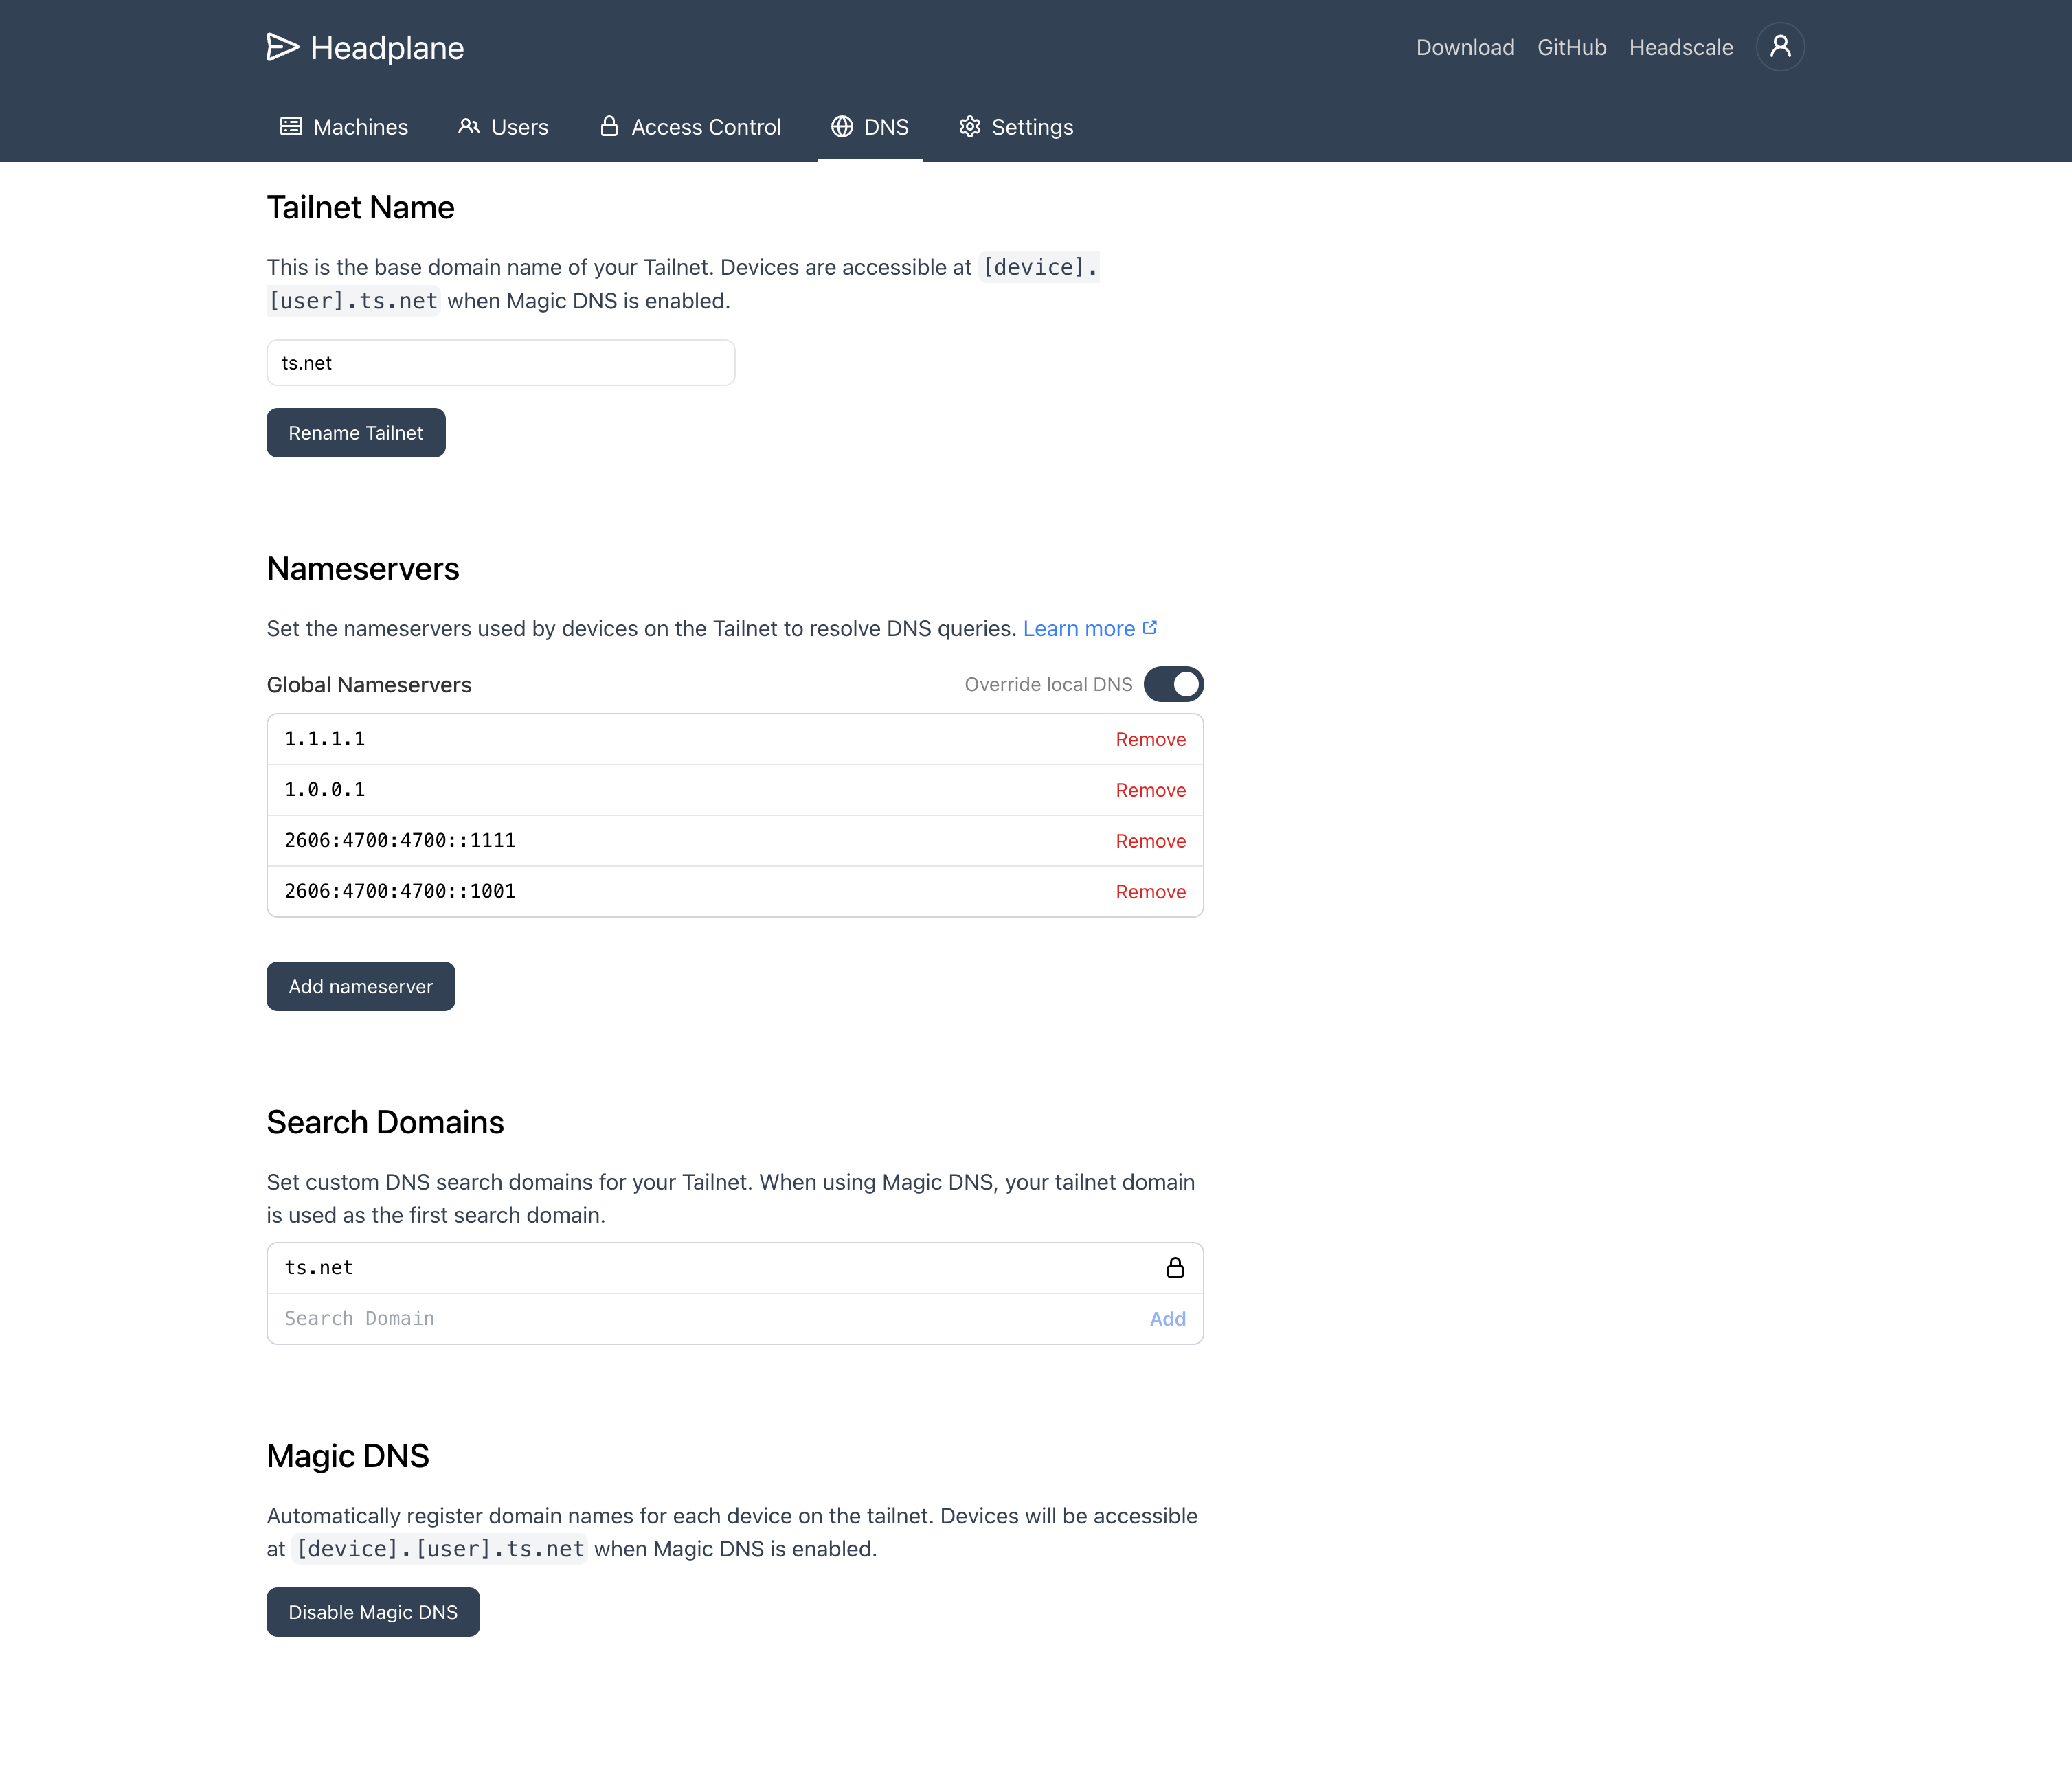 Headplane
Download GitHub Headscale
Machines Users Access Control DNS Settings
Tailnet Name
This is the base domain name of your Tailnet. Devices are accessible at [device].
[user].ts.net when Magic DNS is enabled.
ts.net
Rename Tailnet
Nameservers
Set the nameservers used by devices on the Tailnet to resolve DNS queries. Learn more
Global Nameservers Override local DNS
1.1.1.1 Remove
1.0.0.1 Remove
2606:4700:4700::1111 Remove
2606:4700:4700::1001 Remove
Add nameserver
Search Domains
Set custom DNS search domains for your Tailnet. When using Magic DNS, your tailnet domain
is used as the first search domain.
ts.net
Search Domain Add
Magic DNS
Automatically register domain names for each device on the tailnet. Devices will be accessible
at [device].[user].ts.net when Magic DNS is enabled.
Disable Magic DNS